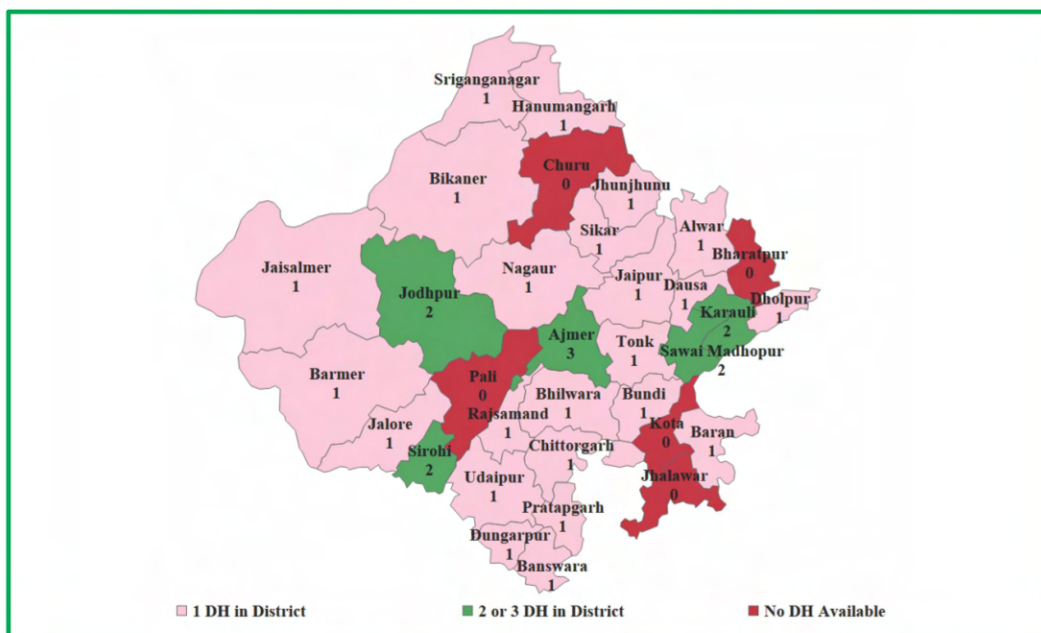 Sriganganagar
1
Hanumangarh
1
Churu
0
Bikaner
1
Jhunjhunu
1
Sikar
1
Alwar
1
Bharatpur
0
Jaisalmer
1
Nagaur
1
Jaipur
1
Dausa
1
Jodhpur
2
Dholpur
1
Karauli
2
Ajmer
3
Tonk
1
Sawai Madhopur
2
Barmer
1
Pali
0
Bhilwara
1
Bundi
1
Rajsamand
1
Jalore
1
Kota
0
Baran
1
Sirohi
2
Chittorgarh
1
Udaipur
1
Jhalawar
0
Pratapgarh
1
Dungarpur
1
Banswara
1
1 DH in District
2 or 3 DH in District
No DH Available